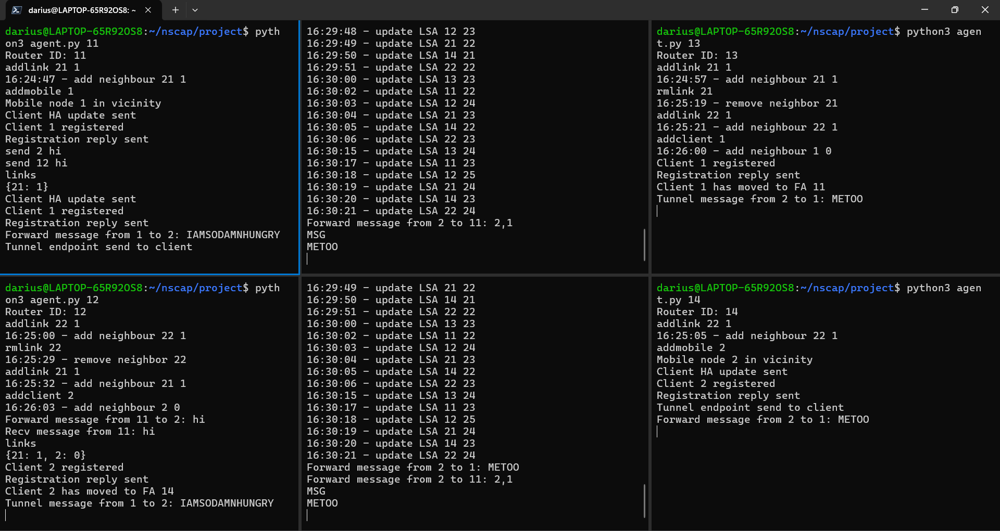 darius@LAPTOP-65R92OS8: ~
darius@LAPTOP-65R92OS8:~/nscap/project$ pyth
on3 agent.py 11
Router ID: 11
addlink 21 1
16:24:47 - add neighbour 21 1
addmobile 1
Mobile node 1 in vicinity
Client HA update sent
Client 1 registered
Registration reply sent
send 2 hi
send 12 hi
links
{21: 1}
Client HA update sent
Client 1 registered
Registration reply sent
Forward message from 1 to 2: IAMSODAMNHUNGRY
Tunnel endpoint send to client
16:29:48 - update LSA 12 23
16:29:49 - update LSA 21 22
16:29:50 - update LSA 14 21
16:29:51 - update LSA 22 22
16:30:00 - update LSA 13 23
16:30:02 - update LSA 11 22
16:30:03 - update LSA 12 24
16:30:04 - update LSA 21 23
16:30:05 - update LSA 14 22
16:30:06 - update LSA 22 23
16:30:15 - update LSA 13 24
16:30:17 - update LSA 11 23
16:30:18 - update LSA 12 25
16:30:19 - update LSA 21 24
16:30:20 - update LSA 14 23
16:30:21 - update LSA 22 24
Forward message from 2 to 11: 2,1
MSG
METOO
darius@LAPTOP-65R92OS8:~/nscap/project$ python3 agen
t.py 13
Router ID: 13
addlink 21 1
16:24:57 - add neighbour 21 1
rmlink 21
16:25:19 - remove neighbor 21
addlink 22 1
16:25:21 - add neighbour 22 1
addclient 1
16:26:00 - add neighbour 1 0
Client 1 registered
Registration reply sent
Client 1 has moved to FA 11
Tunnel message from 2 to 1: METOO
darius@LAPTOP-65R92OS8:~/nscap/project$ pyth
on3 agent.py 12
Router ID: 12
addlink 22 1
16:25:00 - add neighbour 22 1
rmlink 22
16:25:29 - remove neighbor 22
addlink 21 1
16:25:32 - add neighbour 21 1
addclient 2
16:26:03 - add neighbour 2 0
Forward message from 11 to 2: hi
Recv message from 11: hi
links
{21: 1, 2: 0}
Client 2 registered
Registration reply sent
Client 2 has moved to FA 14
Tunnel message from 1 to 2: IAMSODAMNHUNGRY
16:29:49 - update LSA 21 22
16:29:50 - update LSA 14 21
16:29:51 - update LSA 22 22
16:30:00 - update LSA 13 23
16:30:02 - update LSA 11 22
16:30:03 - update LSA 12 24
16:30:04 - update LSA 21 23
16:30:05 - update LSA 14 22
16:30:06 - update LSA 22 23
16:30:15 - update LSA 13 24
16:30:17 - update LSA 11 23
16:30:18 - update LSA 12 25
16:30:19 - update LSA 21 24
16:30:20 - update LSA 14 23
16:30:21 - update LSA 22 24
Forward message from 2 to 1: METOO
Forward message from 2 to 11: 2,1
MSG
METOO
darius@LAPTOP-65R92OS8:~/nscap/project$ python3 agen
t.py 14
Router ID: 14
addlink 22 1
16:25:05 - add neighbour 22 1
addmobile 2
Mobile node 2 in vicinity
Client HA update sent
Client 2 registered
Registration reply sent
Tunnel endpoint send to client
Forward message from 2 to 1: METOO